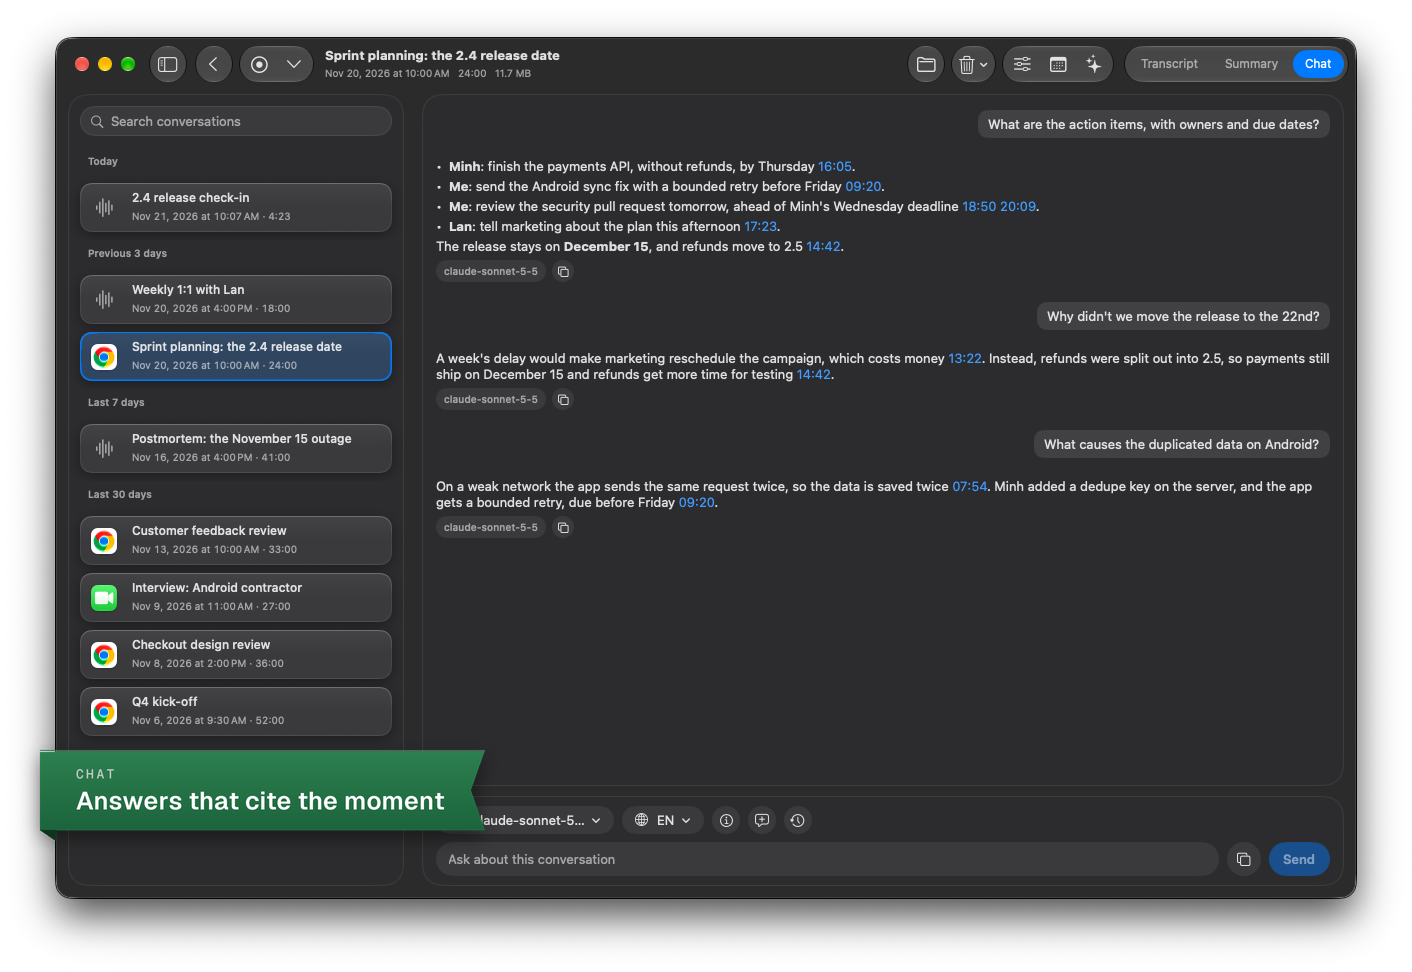 Sprint planning: the 2.4 release date
Nov 20, 2026 at 10:00 AM 24:00 11.7 MB
Transcript
Summary
Chat
Search conversations
Today
2.4 release check-in
Nov 21, 2026 at 10:07 AM · 4:23
Previous 3 days
Weekly 1:1 with Lan
Nov 20, 2026 at 4:00 PM · 18:00
Sprint planning: the 2.4 release date
Nov 20, 2026 at 10:00 AM · 24:00
Last 7 days
Postmortem: the November 15 outage
Nov 16, 2026 at 4:00 PM · 41:00
Last 30 days
Customer feedback review
Nov 13, 2026 at 10:00 AM · 33:00
Interview: Android contractor
Nov 9, 2026 at 11:00 AM · 27:00
Checkout design review
Nov 8, 2026 at 2:00 PM · 36:00
Q4 kick-off
Nov 6, 2026 at 9:30 AM · 52:00
CHAT
Answers that cite the moment
What are the action items, with owners and due dates?
• Minh: finish the payments API, without refunds, by Thursday 16:05.
• Me: send the Android sync fix with a bounded retry before Friday 09:20.
• Me: review the security pull request tomorrow, ahead of Minh's Wednesday deadline 18:50 20:09.
• Lan: tell marketing about the plan this afternoon 17:23.
The release stays on December 15, and refunds move to 2.5 14:42.
claude-sonnet-5-5
Why didn't we move the release to the 22nd?
A week's delay would make marketing reschedule the campaign, which costs money 13:22. Instead, refunds were split out into 2.5, so payments still
ship on December 15 and refunds get more time for testing 14:42.
claude-sonnet-5-5
What causes the duplicated data on Android?
On a weak network the app sends the same request twice, so the data is saved twice 07:54. Minh added a dedupe key on the server, and the app
gets a bounded retry, due before Friday 09:20.
claude-sonnet-5-5
laude-sonnet-5...
EN
Ask about this conversation
Send